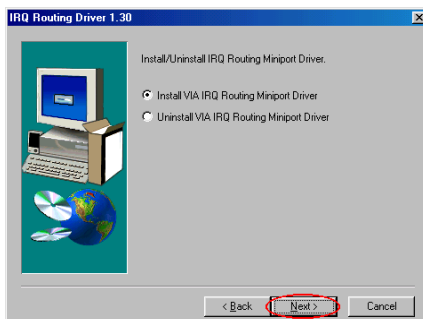 IRQ Routing Driver 1.30
Install/Uninstall IRQ Routing Miniport Driver.
Install VIA IRQ Routing Miniport Driver
Uninstall VIA IRQ Routing Miniport Driver
< Back
Next >
Cancel